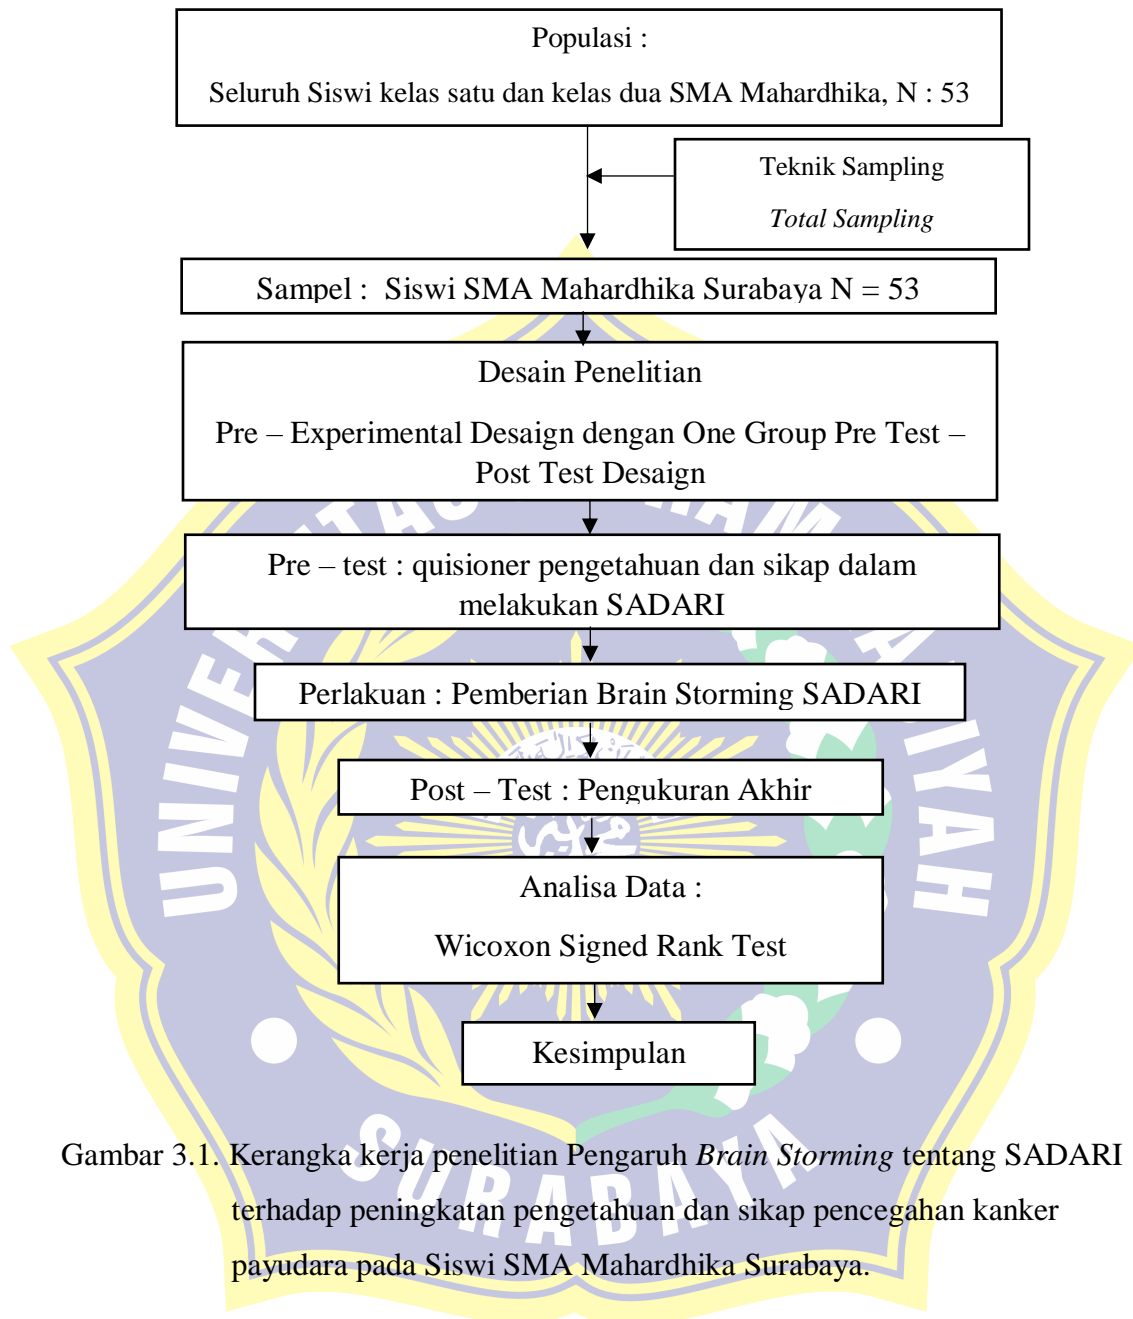 Populasi :
Seluruh Siswi kelas satu dan kelas dua SMA Mahardhika, N : 53
Teknik Sampling
Total Sampling
Sampel : Siswi SMA Mahardhika Surabaya N = 53
Desain Penelitian
Pre – Experimental Desaign dengan One Group Pre Test –
Post Test Desaign
Pre – test : quisioner pengetahuan dan sikap dalam
melakukan SADARI
Perlakuan : Pemberian Brain Storming SADARI
Post – Test : Pengukuran Akhir
Analisa Data :
Wicoxon Signed Rank Test
Kesimpulan
Gambar 3.1. Kerangka kerja penelitian Pengaruh Brain Storming tentang SADARI
terhadap peningkatan pengetahuan dan sikap pencegahan kanker
payudara pada Siswi SMA Mahardhika Surabaya.
SURABAYA